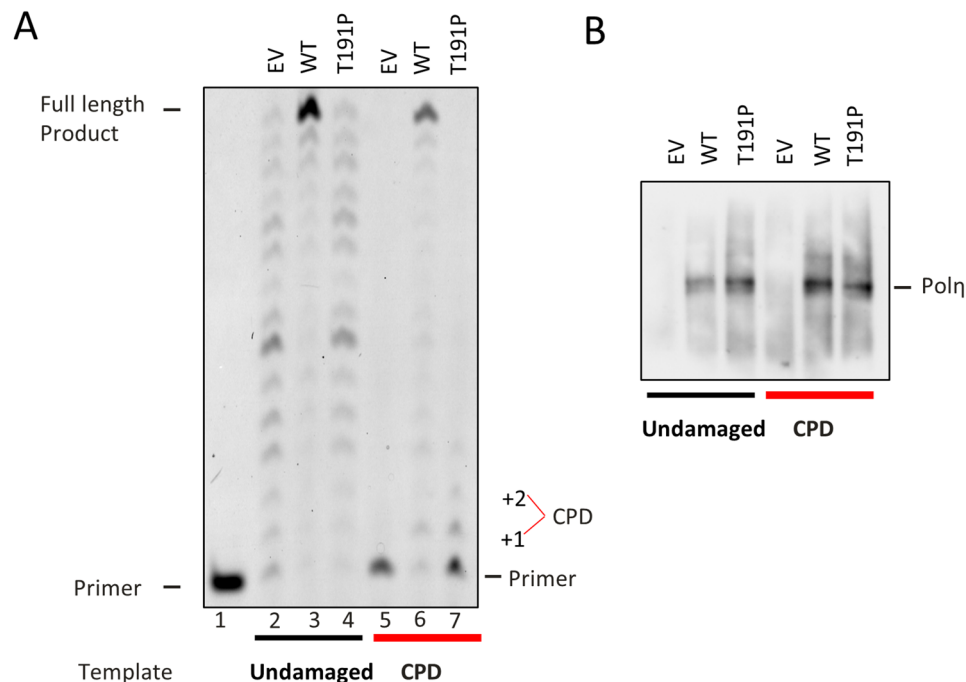 A
EV WT T191P EV WT T191P
Full length
Product
+2
+1
CPD
Primer
Primer
1 2 3 4 5 6 7
Template Undamaged CPD
B
EV WT T191P EV WT T191P
Polη
Undamaged CPD